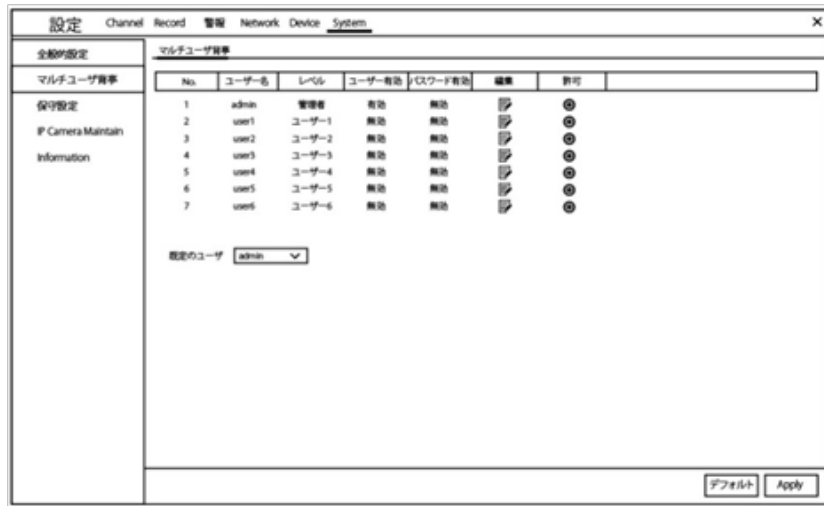 設定 Channel Record 警報 Network Device System ×
全般的設定
マルチユーザ背事
保守設定
IP Camera Maintain
Information
マルチユーザ背事
No. ユーザー名 レベル ユーザー有効 パスワード有効 編集 許可
1 admin 管理者 有効 無効
2 user1 ユーザー1 無効 無効
3 user2 ユーザー2 無効 無効
4 user3 ユーザー3 無効 無効
5 user4 ユーザー4 無効 無効
6 user5 ユーザー5 無効 無効
7 user6 ユーザー6 無効 無効
既定のユーザ admin
デフォルト Apply